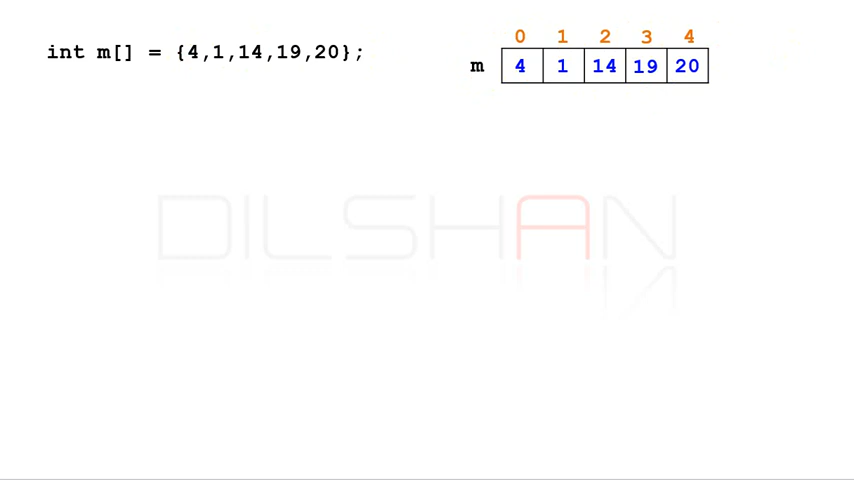 int m[] = {4,1,14,19,20};
0 1 2 3 4
m 4 1 14 19 20
DILSHAN